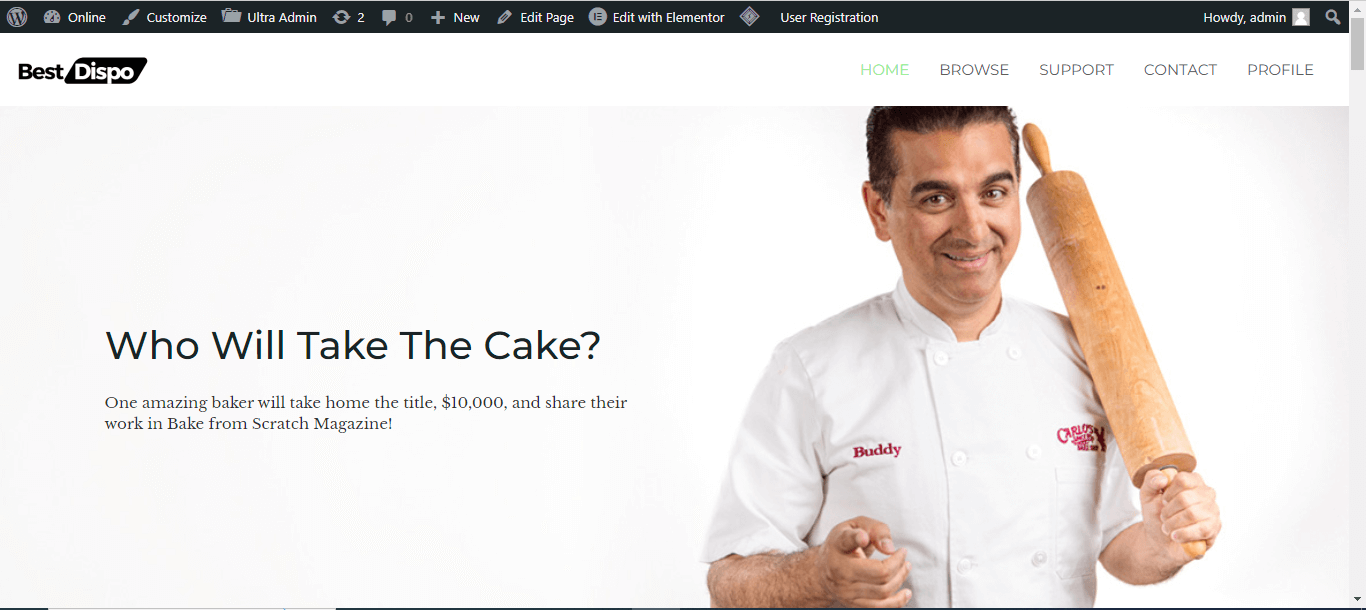 Online Customize Ultra Admin 2 0 New Edit Page Edit with Elementor User Registration Howdy, admin
Best Dispo HOME BROWSE SUPPORT CONTACT PROFILE
Who Will Take The Cake?
One amazing baker will take home the title, $10,000, and share their
work in Bake from Scratch Magazine!
Buddy
CARLO'S
BAKE SHOP